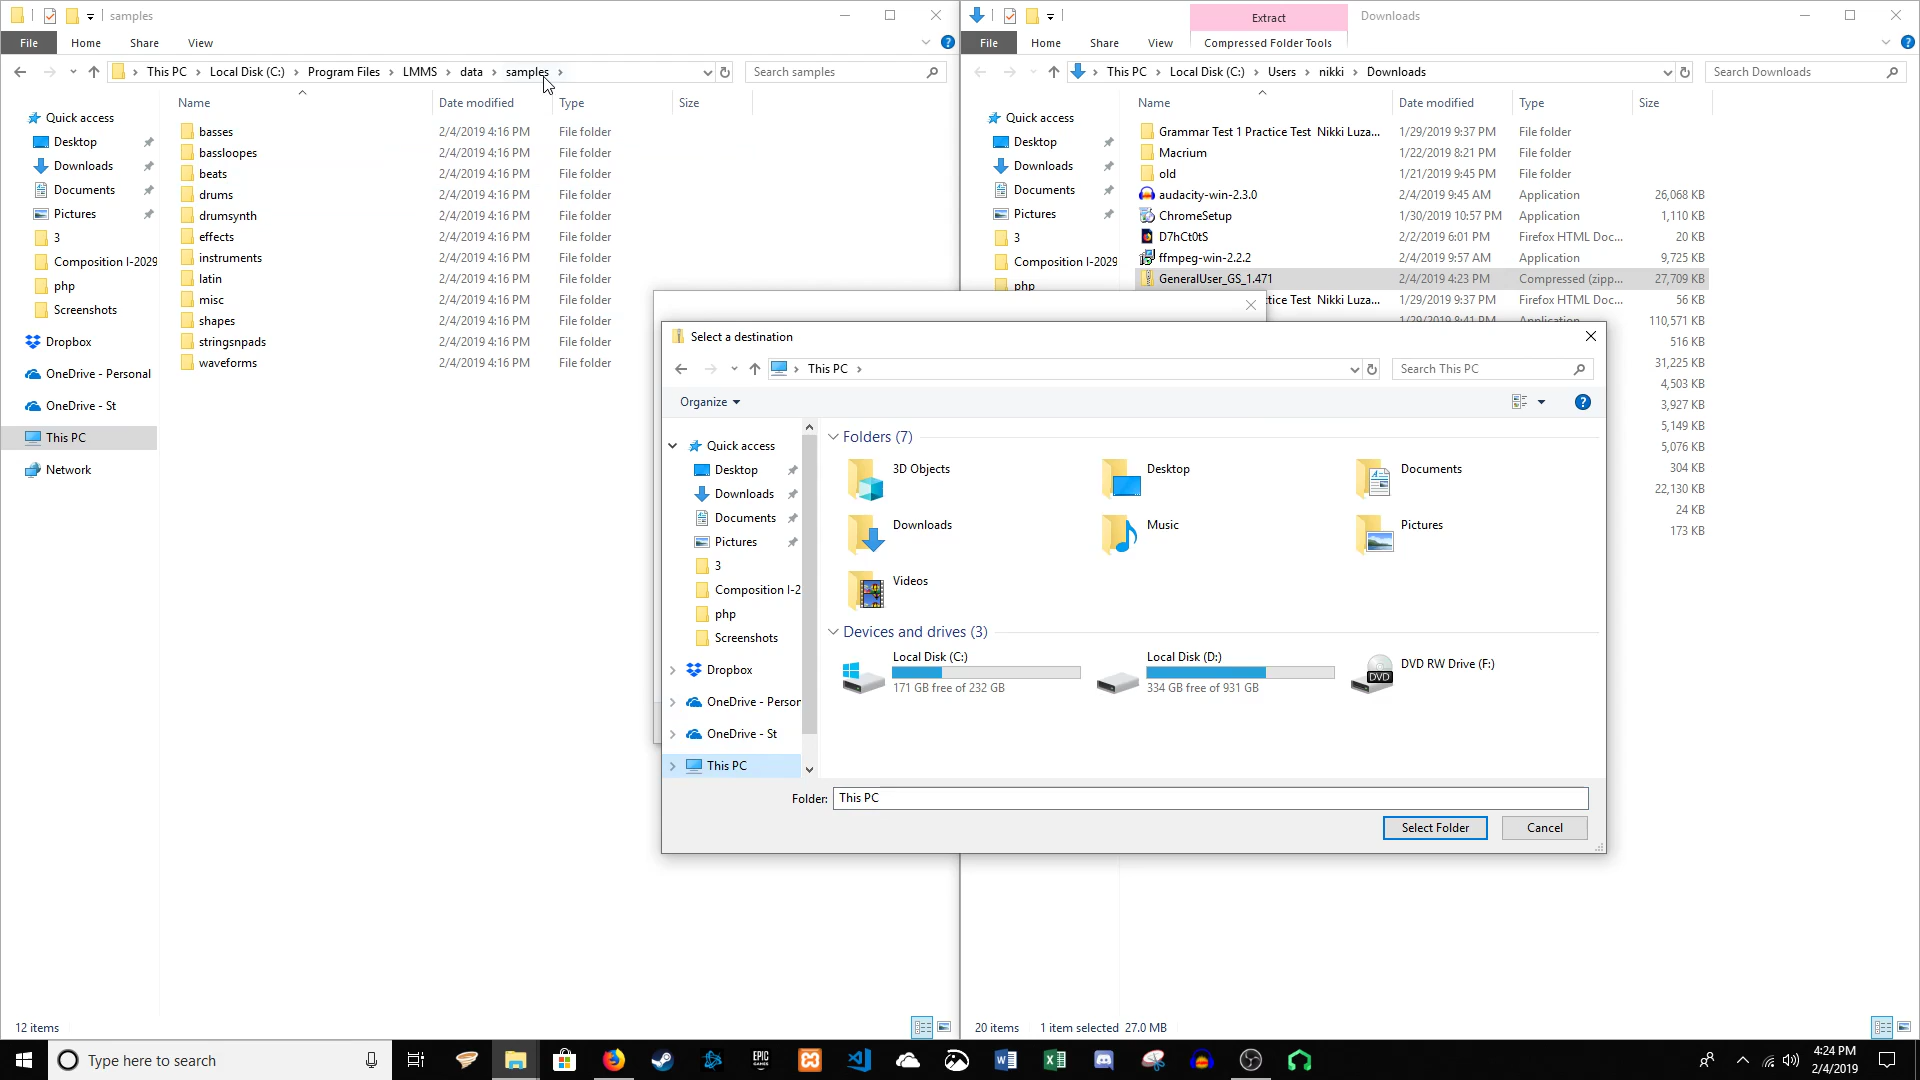 samples
File
Home
Share
View
This PC
Local Disk (C:)
Program Files
LMMS
data
samples
Search samples
Name
Date modified
Type
Size
Quick access
Desktop
Downloads
Documents
Pictures
3
Composition I-2029
php
Screenshots
Dropbox
OneDrive - Personal
OneDrive - St
This PC
Network
basses 2/4/2019 4:16 PM File folder
bassloopes 2/4/2019 4:16 PM File folder
beats 2/4/2019 4:16 PM File folder
drums 2/4/2019 4:16 PM File folder
drumsynth 2/4/2019 4:16 PM File folder
effects 2/4/2019 4:16 PM File folder
instruments 2/4/2019 4:16 PM File folder
latin 2/4/2019 4:16 PM File folder
misc 2/4/2019 4:16 PM File folder
shapes 2/4/2019 4:16 PM File folder
stringsnpads 2/4/2019 4:16 PM File folder
waveforms 2/4/2019 4:16 PM File folder
12 items
Extract
Downloads
File
Home
Share
View
Compressed Folder Tools
This PC
Local Disk (C:)
Users
nikki
Downloads
Search Downloads
Name
Date modified
Type
Size
Quick access
Desktop
Downloads
Documents
Pictures
3
Composition I-2029
php
Grammar Test 1 Practice Test Nikki Luza... 1/29/2019 9:37 PM File folder
Macrium 1/22/2019 8:21 PM File folder
old 1/21/2019 9:45 PM File folder
audacity-win-2.3.0 2/4/2019 9:45 AM Application 26,068 KB
ChromeSetup 1/30/2019 10:57 PM Application 1,110 KB
D7hCt0tS 2/2/2019 6:01 PM Firefox HTML Doc... 20 KB
ffmpeg-win-2.2.2 2/4/2019 9:57 AM Application 9,725 KB
GeneralUser_GS_1.471 2/4/2019 4:23 PM Compressed (zipp... 27,709 KB
ctice Test Nikki Luza... 1/29/2019 9:37 PM Firefox HTML Doc... 56 KB
1/29/2019 8:41 PM Application 110,571 KB
516 KB
31,225 KB
4,503 KB
3,927 KB
5,149 KB
5,076 KB
304 KB
22,130 KB
24 KB
173 KB
20 items
1 item selected 27.0 MB
Select a destination
This PC
Search This PC
Organize
Quick access
Desktop
Downloads
Documents
Pictures
3
Composition I-2
php
Screenshots
Dropbox
OneDrive - Person
OneDrive - St
This PC
Folders (7)
3D Objects
Desktop
Documents
Downloads
Music
Pictures
Videos
Devices and drives (3)
Local Disk (C:)
171 GB free of 232 GB
Local Disk (D:)
334 GB free of 931 GB
DVD
DVD RW Drive (F:)
Folder:
This PC
Select Folder
Cancel
Type here to search
EPIC
GAMES
4:24 PM
2/4/2019